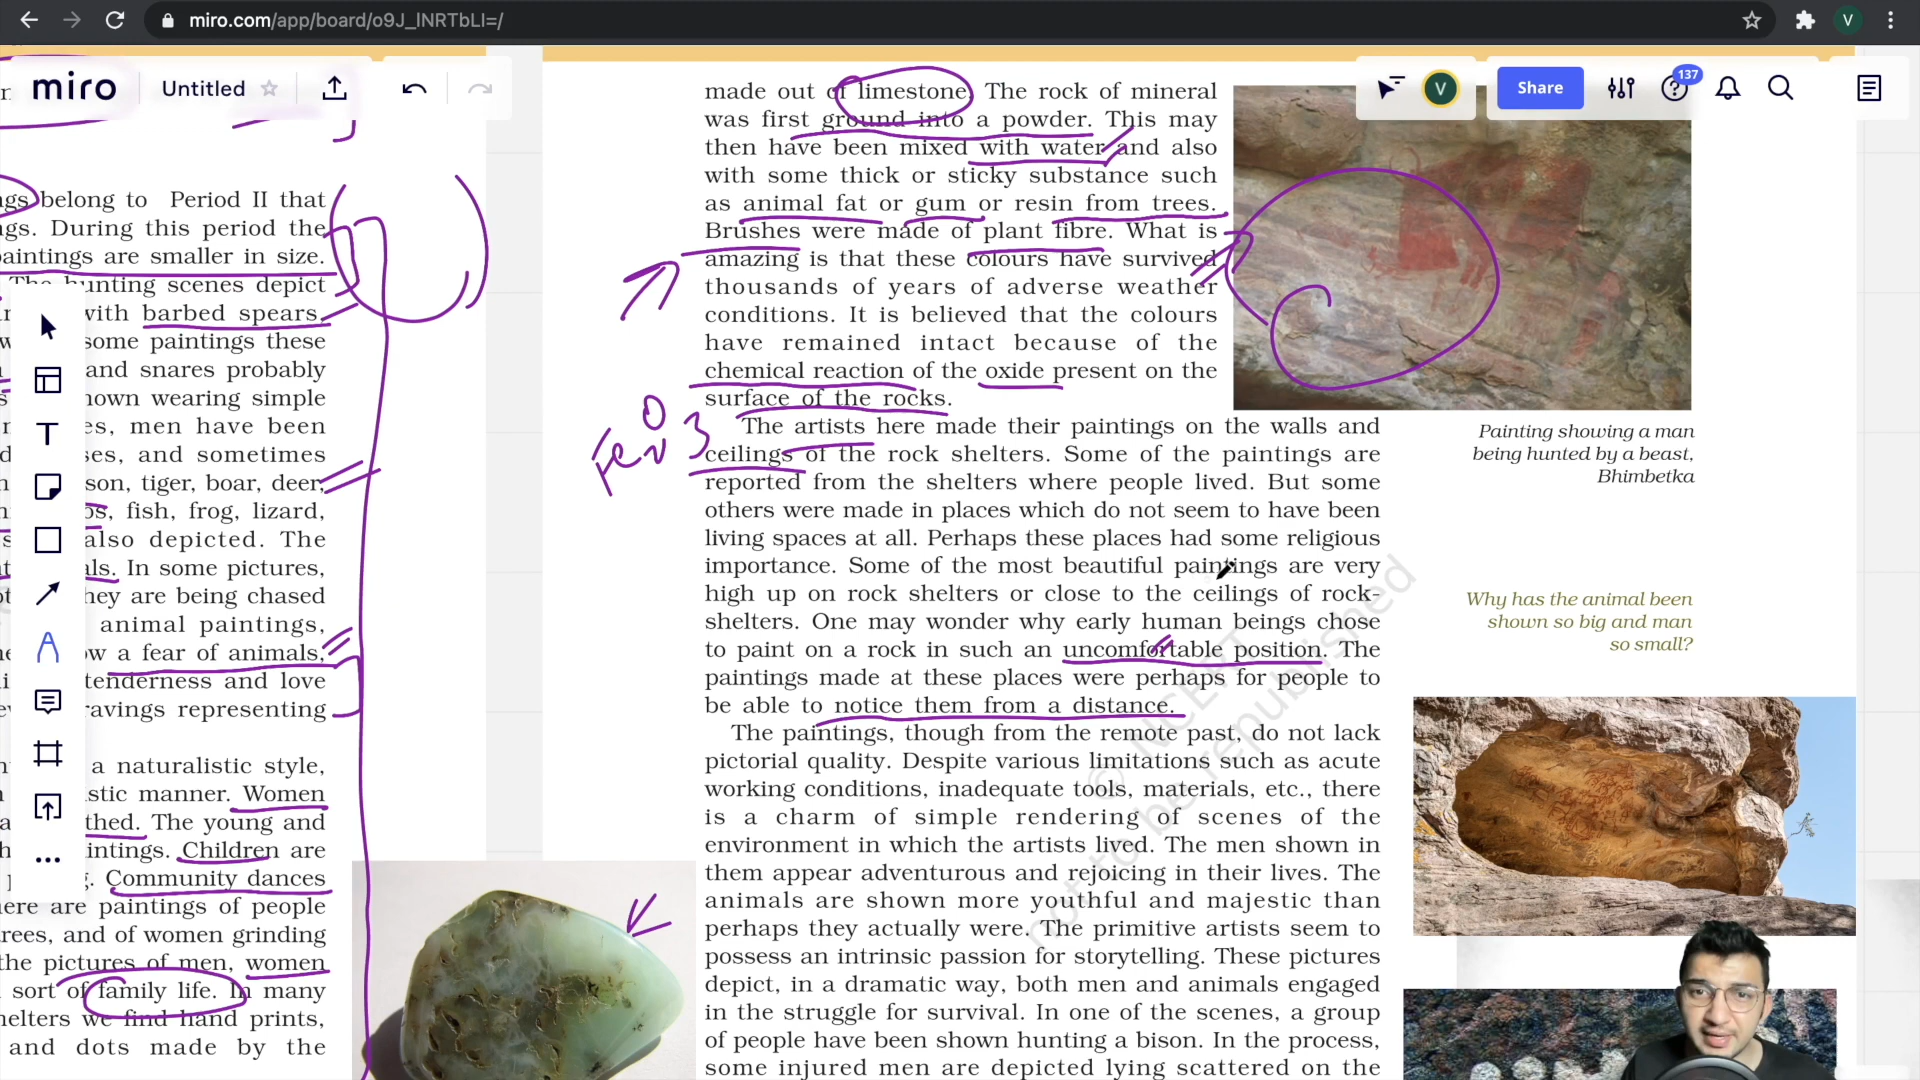 miro.com/app/board/o9J_lNRTbLI=/
V
miro
Untitled
V
Share
137
belong to Period II that
During this period the
paintings are smaller in size.
The hunting scenes depict
with barbed spears.
some paintings these
and snares probably
wearing simple
men have been
and sometimes
tiger, boar, deer,
fish, frog, lizard,
also depicted. The
In some pictures,
they are being chased
animal paintings,
a fear of animals,
tenderness and love
representing
a naturalistic style,
manner. Women
The young and
Children are
Community dances
are paintings of people
and of women grinding
the pictures of men, women
sort of family life. In many
we find hand prints,
and dots made by the
made out of limestone. The rock of mineral
was first ground into a powder. This may
then have been mixed with water and also
with some thick or sticky substance such
as animal fat or gum or resin from trees.
Brushes were made of plant fibre. What is
amazing is that these colours have survived
thousands of years of adverse weather
conditions. It is believed that the colours
have remained intact because of the
chemical reaction of the oxide present on the
surface of the rocks.
The artists here made their paintings on the walls and
ceilings of the rock shelters. Some of the paintings are
reported from the shelters where people lived. But some
others were made in places which do not seem to have been
living spaces at all. Perhaps these places had some religious
importance. Some of the most beautiful paintings are very
high up on rock shelters or close to the ceilings of rock-
shelters. One may wonder why early human beings chose
to paint on a rock in such an uncomfortable position. The
paintings made at these places were perhaps for people to
be able to notice them from a distance.
The paintings, though from the remote past, do not lack
pictorial quality. Despite various limitations such as acute
working conditions, inadequate tools, materials, etc., there
is a charm of simple rendering of scenes of the
environment in which the artists lived. The men shown in
them appear adventurous and rejoicing in their lives. The
animals are shown more youthful and majestic than
perhaps they actually were. The primitive artists seem to
possess an intrinsic passion for storytelling. These pictures
depict, in a dramatic way, both men and animals engaged
in the struggle for survival. In one of the scenes, a group
of people have been shown hunting a bison. In the process,
some injured men are depicted lying scattered on the
© NCERT
not to be republished
Painting showing a man
being hunted by a beast,
Bhimbetka
Why has the animal been
shown so big and man
so small?